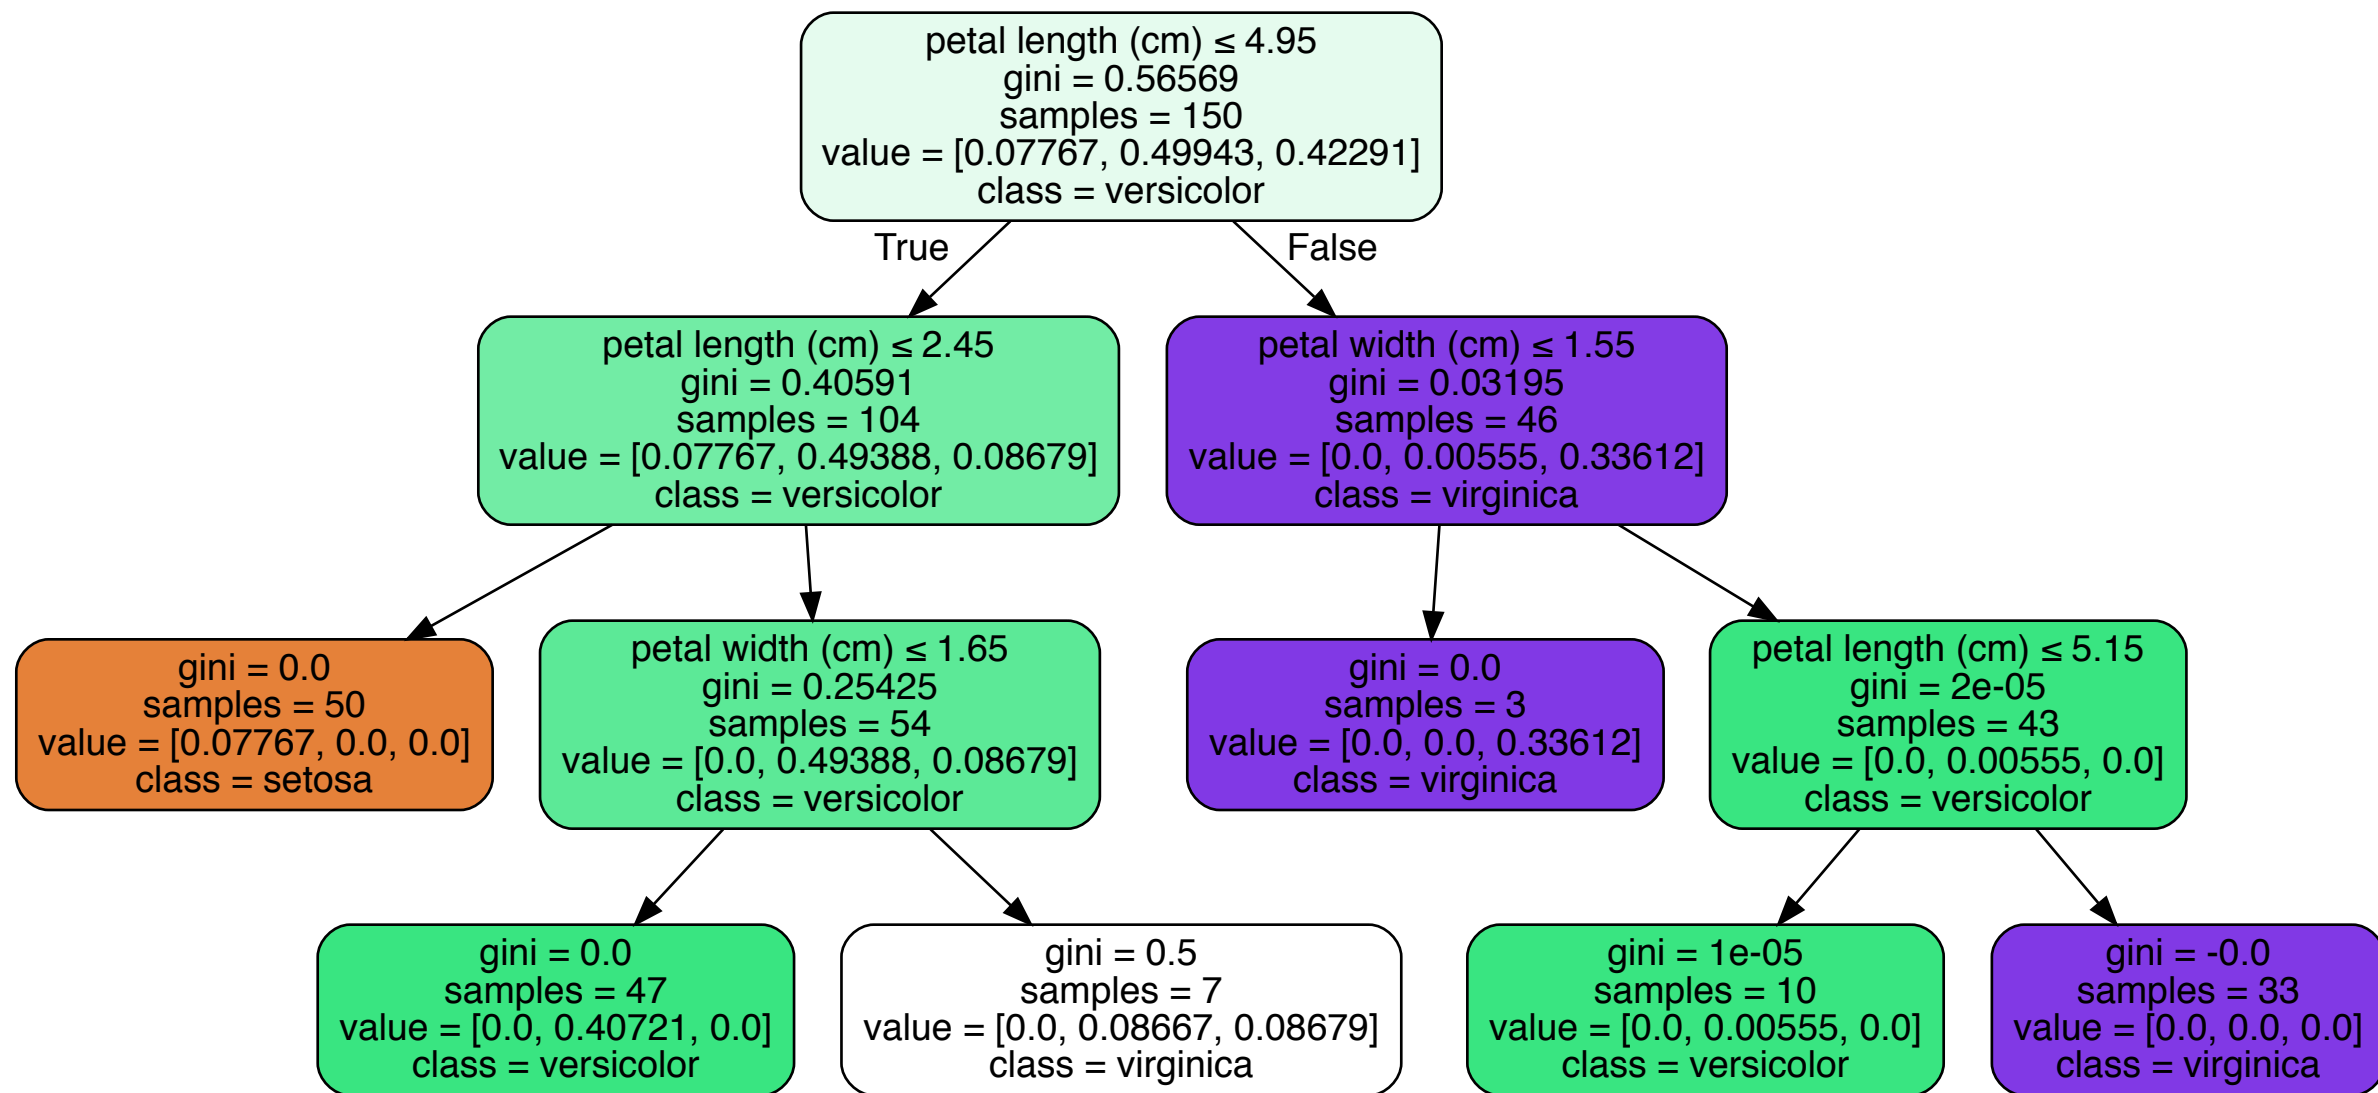 petal length (cm) ≤ 4.95
gini = 0.56569
samples = 150
value = [0.07767, 0.49943, 0.42291]
class = versicolor
True
False
petal length (cm) ≤ 2.45
gini = 0.40591
samples = 104
value = [0.07767, 0.49388, 0.08679]
class = versicolor
petal width (cm) ≤ 1.55
gini = 0.03195
samples = 46
value = [0.0, 0.00555, 0.33612]
class = virginica
gini = 0.0
samples = 50
value = [0.07767, 0.0, 0.0]
class = setosa
petal width (cm) ≤ 1.65
gini = 0.25425
samples = 54
value = [0.0, 0.49388, 0.08679]
class = versicolor
gini = 0.0
samples = 3
value = [0.0, 0.0, 0.33612]
class = virginica
petal length (cm) ≤ 5.15
gini = 2e-05
samples = 43
value = [0.0, 0.00555, 0.0]
class = versicolor
gini = 0.0
samples = 47
value = [0.0, 0.40721, 0.0]
class = versicolor
gini = 0.5
samples = 7
value = [0.0, 0.08667, 0.08679]
class = virginica
gini = 1e-05
samples = 10
value = [0.0, 0.00555, 0.0]
class = versicolor
gini = -0.0
samples = 33
value = [0.0, 0.0, 0.0]
class = virginica